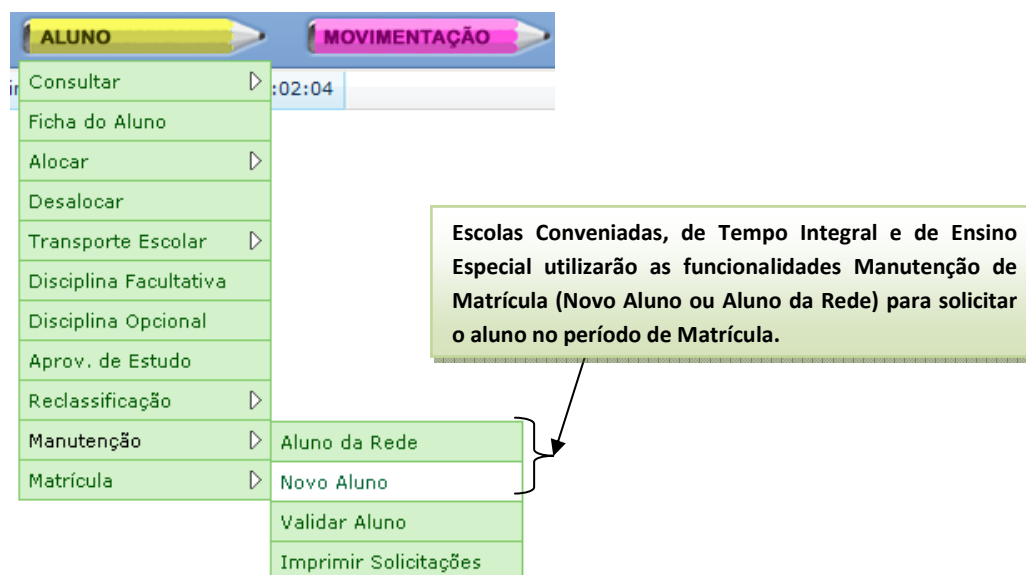 ALUNO
MOVIMENTAÇÃO
Consultar
:02:04
Ficha do Aluno
Alocar
Desalocar
Transporte Escolar
Disciplina Facultativa
Disciplina Opcional
Aprov. de Estudo
Reclassificação
Manutenção
Matrícula
Aluno da Rede
Novo Aluno
Validar Aluno
Imprimir Solicitações
Escolas Conveniadas, de Tempo Integral e de Ensino
Especial utilizarão as funcionalidades Manutenção de
Matrícula (Novo Aluno ou Aluno da Rede) para solicitar
o aluno no período de Matrícula.